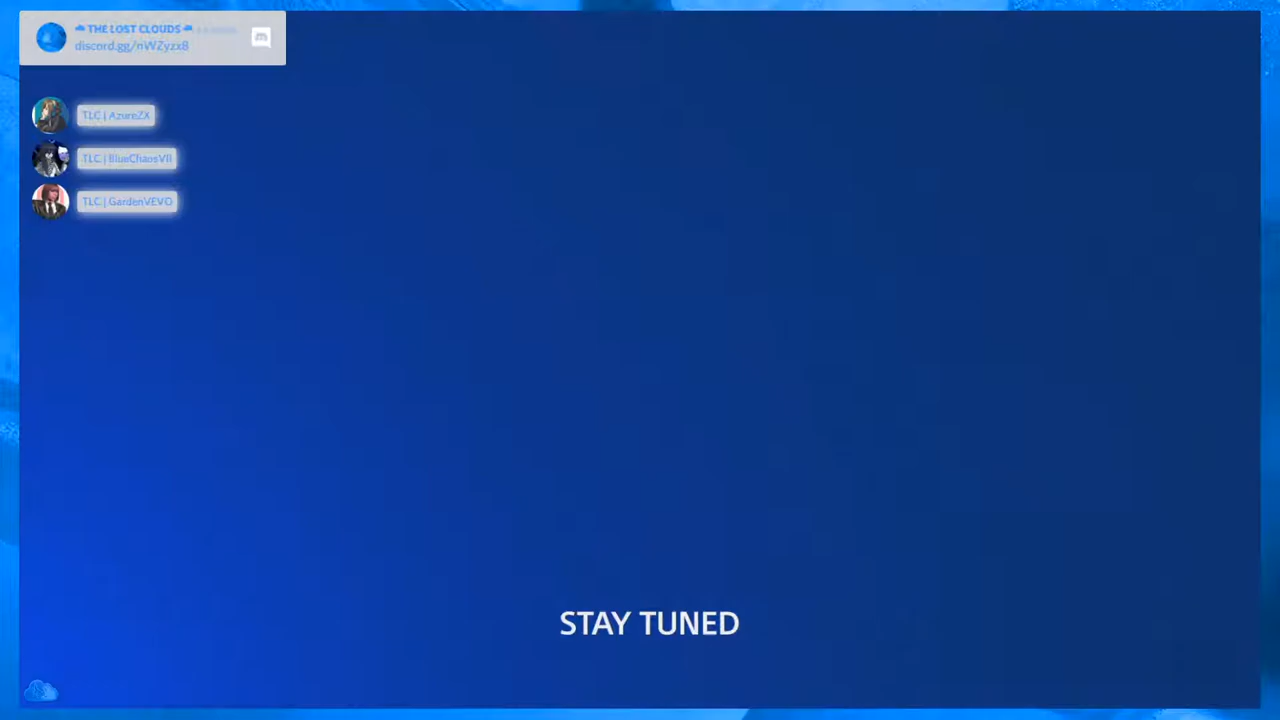 THE LOST CLOUDS
discord.gg/nWZyzx8
TLC | AzureZX
TLC | BlueChaosVII
TLC | GardenVEVO
STAY TUNED